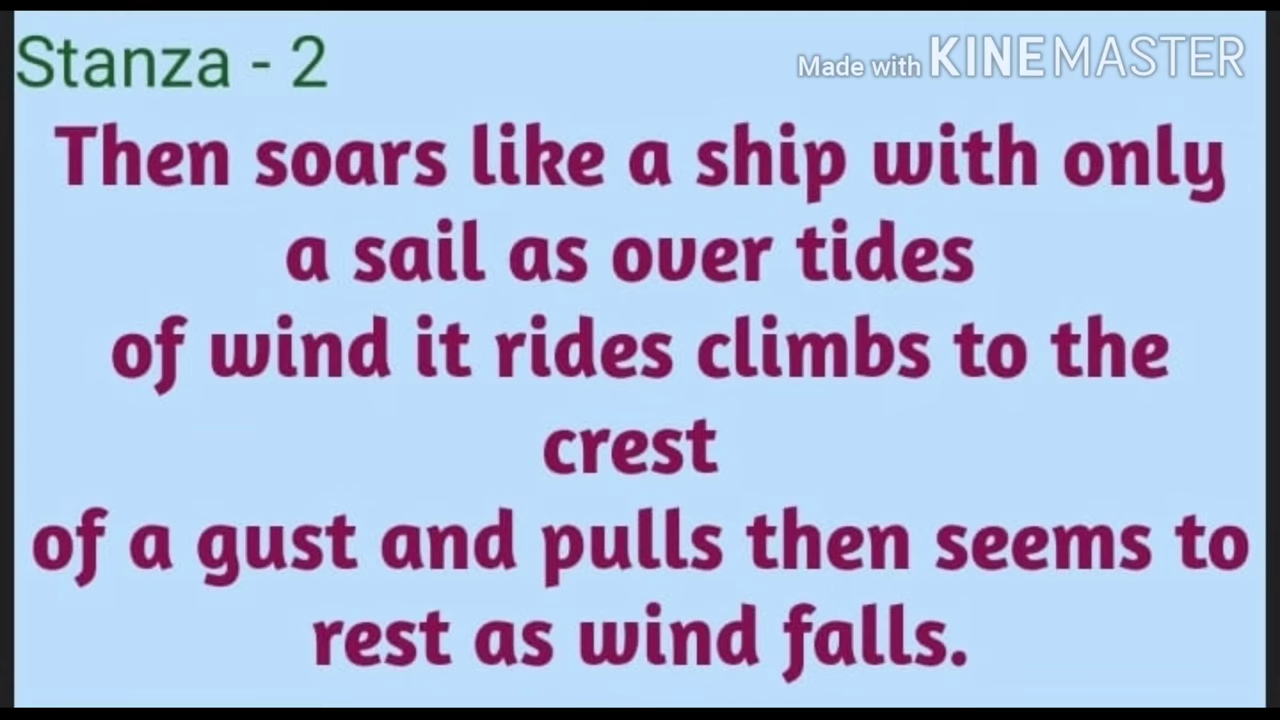 Stanza - 2
Made with KINEMASTER
Then soars like a ship with only
a sail as over tides
of wind it rides climbs to the
crest
of a gust and pulls then seems to
rest as wind falls.